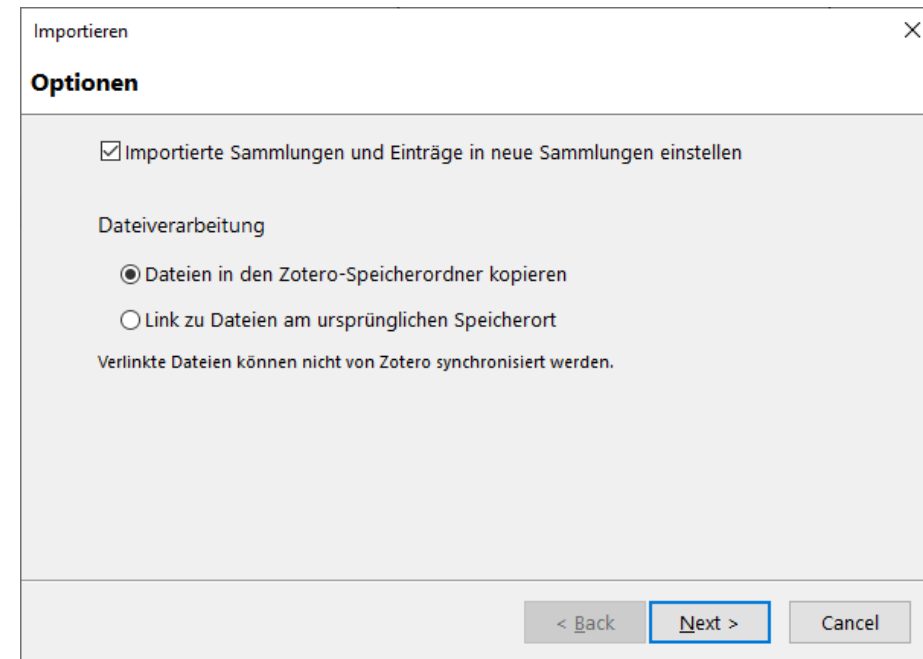 Importieren
Optionen
Importierte Sammlungen und Einträge in neue Sammlungen einstellen
Dateiverarbeitung
Dateien in den Zotero-Speicherordner kopieren
Link zu Dateien am ursprünglichen Speicherort
Verlinkte Dateien können nicht von Zotero synchronisiert werden.
< Back Next > Cancel